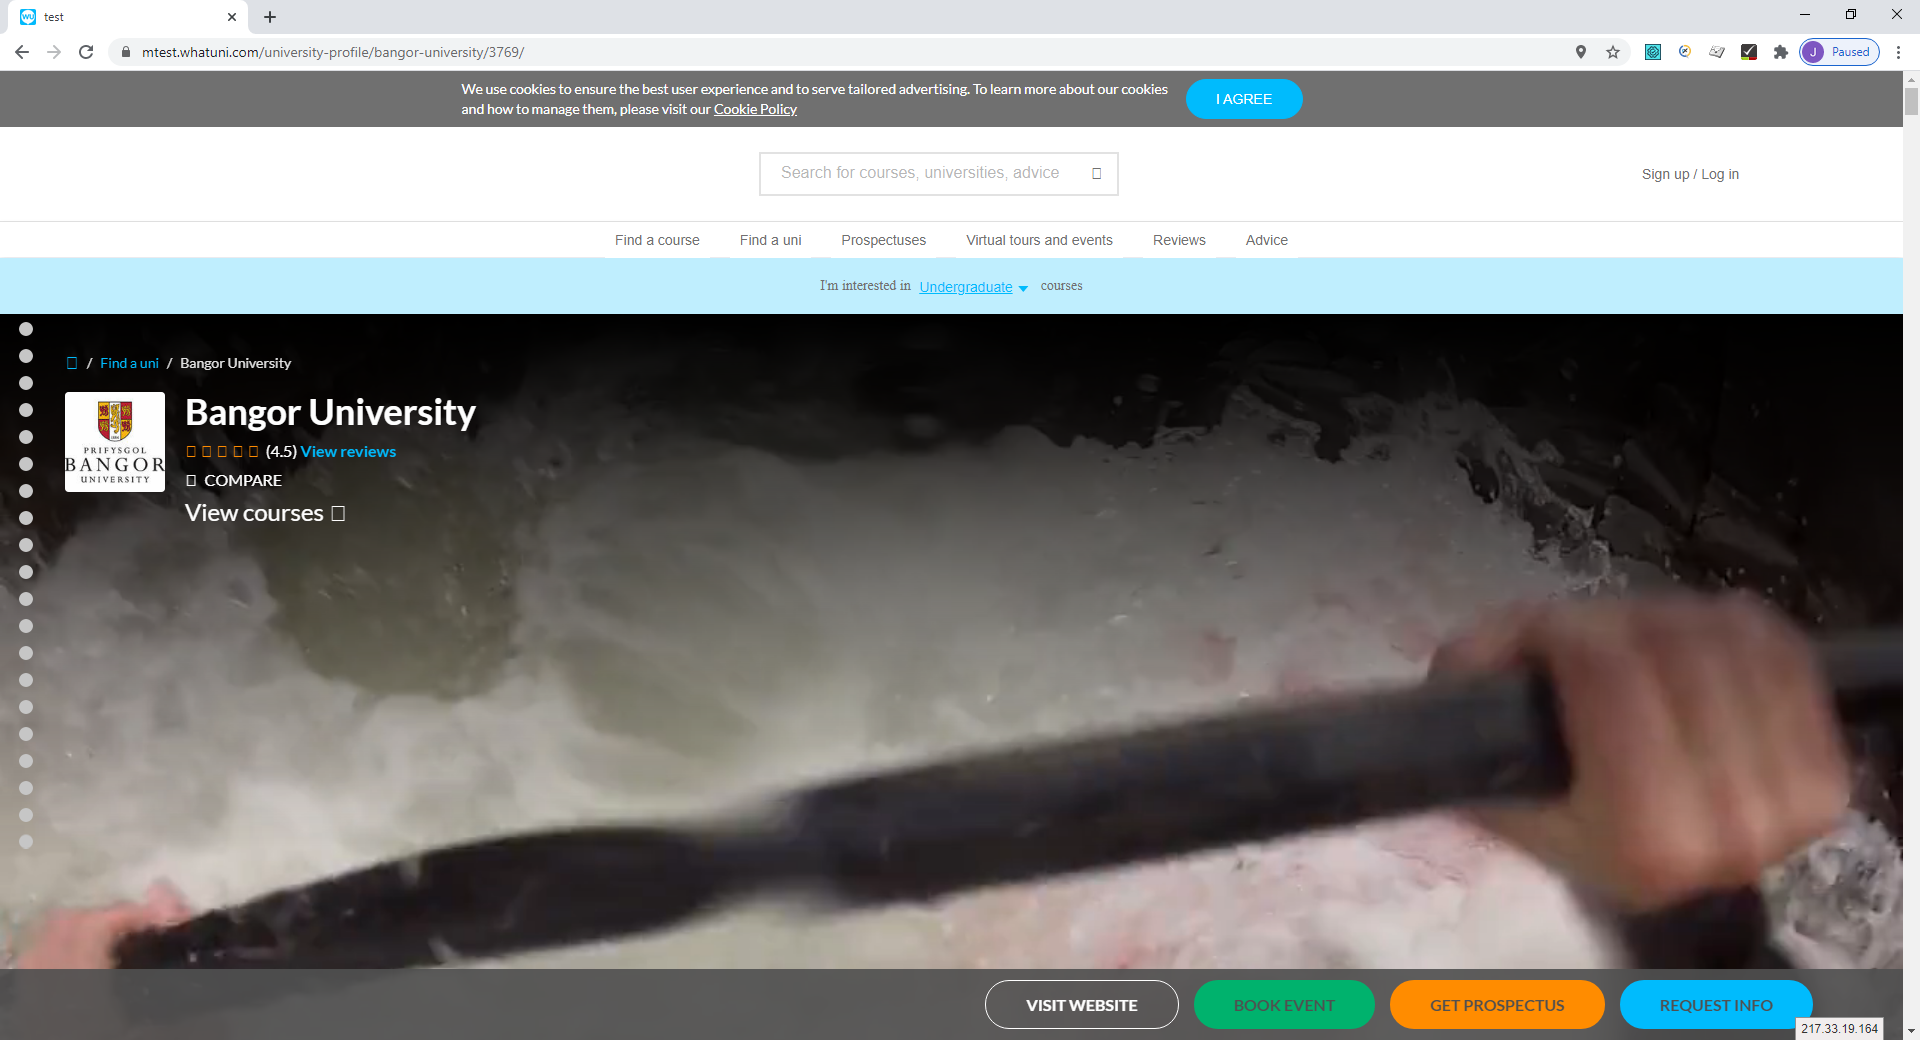 test
mtest.whatuni.com/university-profile/bangor-university/3769/
J Paused
We use cookies to ensure the best user experience and to serve tailored advertising. To learn more about our cookies
and how to manage them, please visit our Cookie Policy
I AGREE
Search for courses, universities, advice
Sign up / Log in
Find a course Find a uni Prospectuses Virtual tours and events Reviews Advice
I'm interested in Undergraduate courses
/ Find a uni / Bangor University
PRIFYSGOL
BANGOR
UNIVERSITY
Bangor University
(4.5) View reviews
COMPARE
View courses
VISIT WEBSITE BOOK EVENT GET PROSPECTUS REQUEST INFO
217.33.19.164